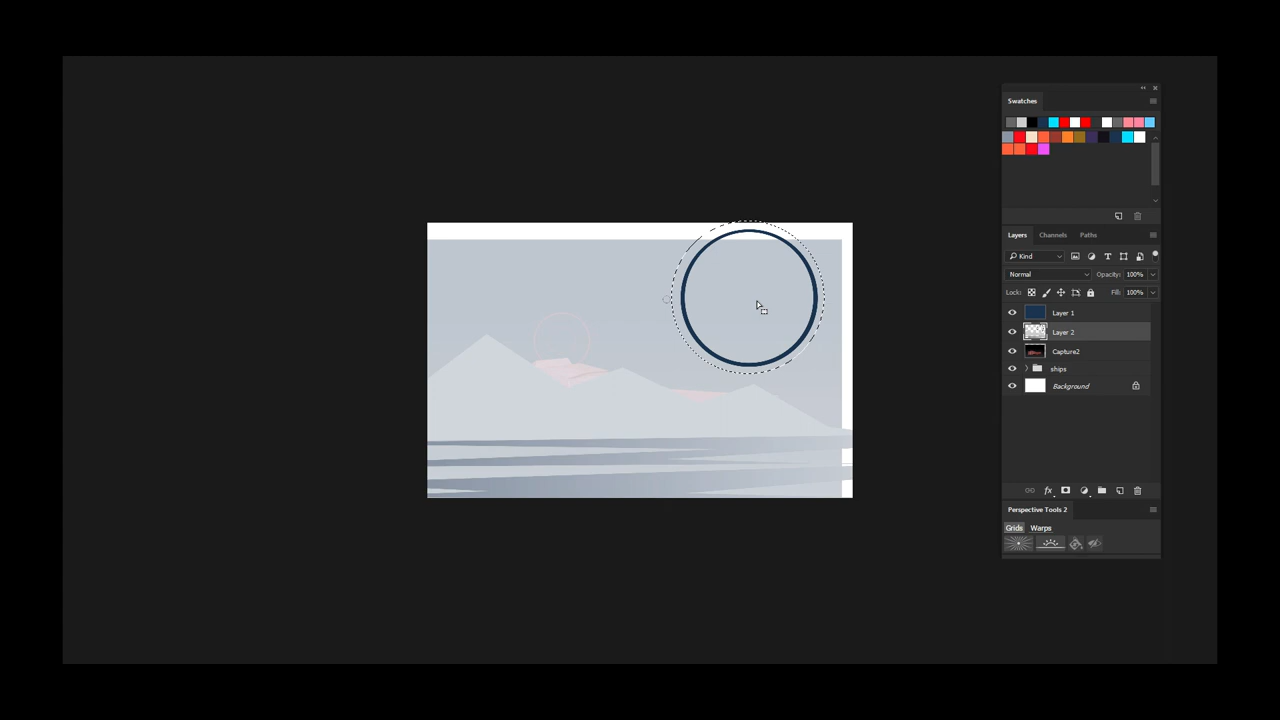 Swatches
Layers Channels Paths
Kind
Normal Opacity: 100%
Lock: Fill: 100%
Layer 1
Layer 2
Capture2
ships
Background
fx
Perspective Tools 2
Grids Warps